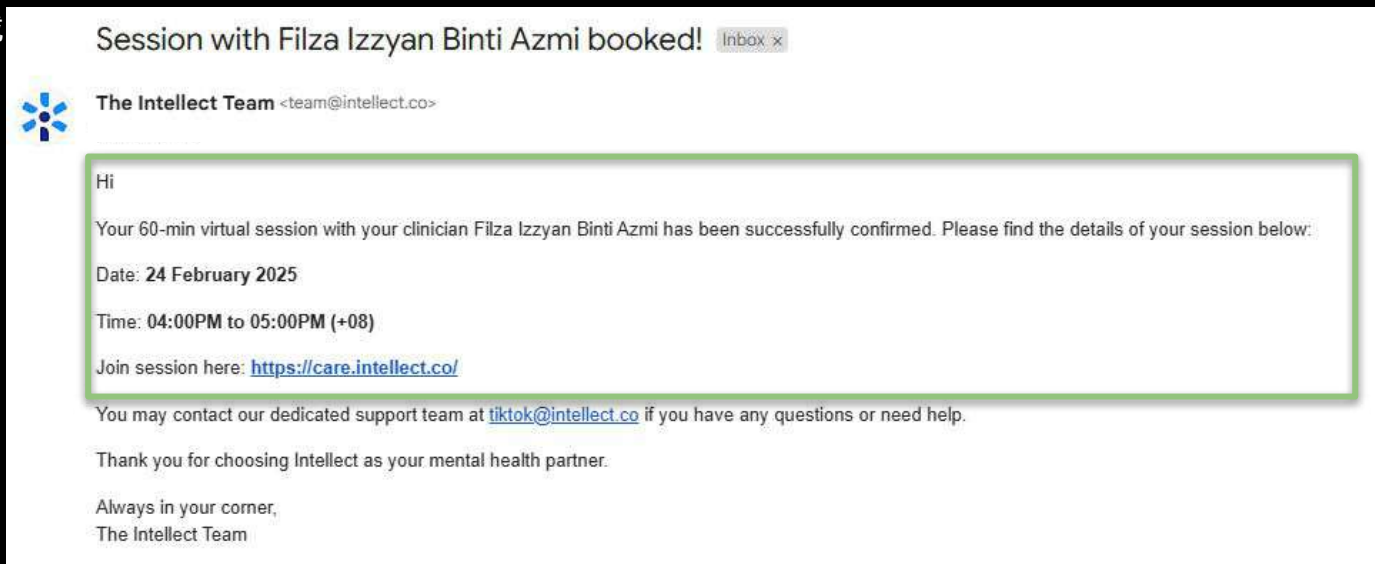 Session with Filza Izzyan Binti Azmi booked! Inbox x
The Intellect Team <team@intellect.co>
Hi
Your 60-min virtual session with your clinician Filza Izzyan Binti Azmi has been successfully confirmed. Please find the details of your session below:
Date: 24 February 2025
Time: 04:00PM to 05:00PM (+08)
Join session here: https://care.intellect.co/
You may contact our dedicated support team at tiktok@intellect.co if you have any questions or need help.
Thank you for choosing Intellect as your mental health partner.
Always in your corner,
The Intellect Team